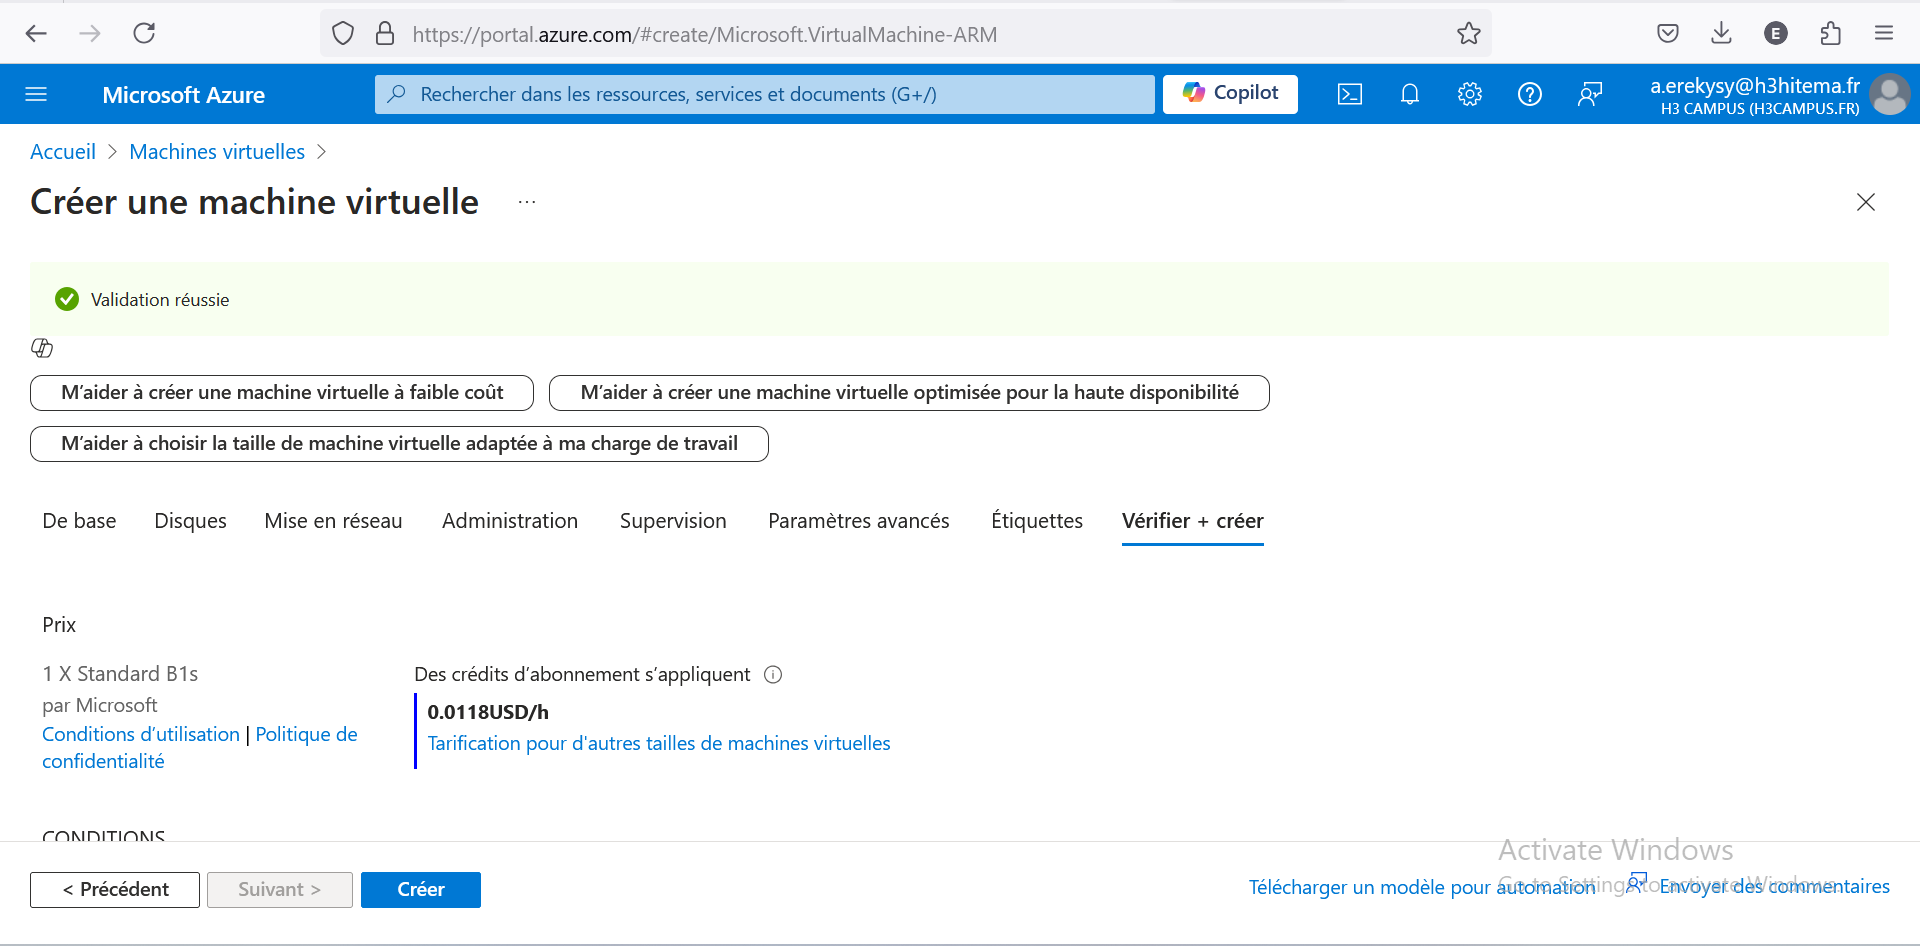 https://portal.azure.com/#create/Microsoft.VirtualMachine-ARM
E
Microsoft Azure
Rechercher dans les ressources, services et documents (G+/)
Copilot
a.erekysy@h3hitema.fr
H3 CAMPUS (H3CAMPUS.FR)
Accueil > Machines virtuelles >
Créer une machine virtuelle ...
Validation réussie
M’aider à créer une machine virtuelle à faible coût
M’aider à créer une machine virtuelle optimisée pour la haute disponibilité
M’aider à choisir la taille de machine virtuelle adaptée à ma charge de travail
De base Disques Mise en réseau Administration Supervision Paramètres avancés Étiquettes Vérifier + créer
Prix
1 X Standard B1s
par Microsoft
Conditions d’utilisation | Politique de
confidentialité
Des crédits d’abonnement s’appliquent
0.0118USD/h
Tarification pour d'autres tailles de machines virtuelles
CONDITIONS
< Précédent
Suivant >
Créer
Télécharger un modèle pour automation
Envoyer des commentaires
Activate Windows
Go to Settings to activate Windows.